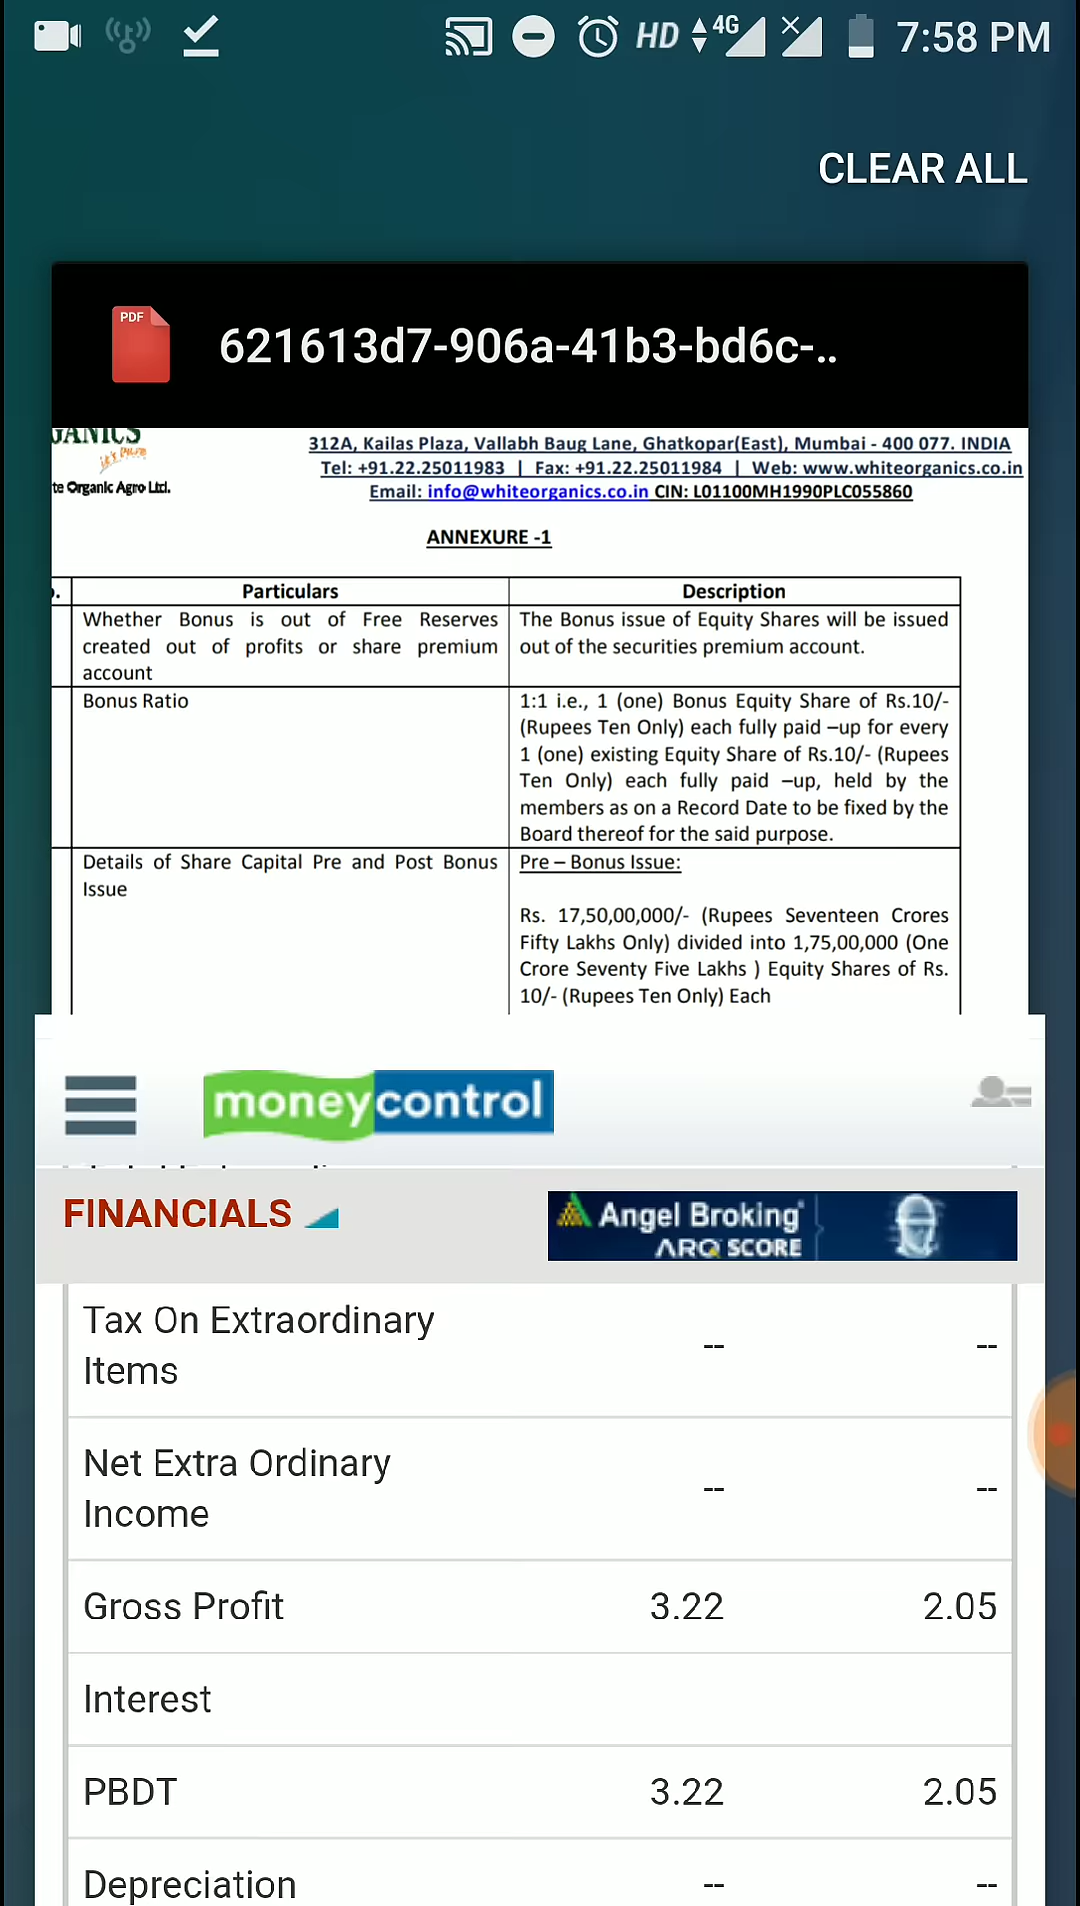 HD 4G 7:58 PM
CLEAR ALL
PDF
621613d7-906a-41b3-bd6c-..
GANICS
it's Pure
te Organic Agro Ltd.
312A, Kailas Plaza, Vallabh Baug Lane, Ghatkopar(East), Mumbai - 400 077. INDIA
Tel: +91.22.25011983 | Fax: +91.22.25011984 | Web: www.whiteorganics.co.in
Email: info@whiteorganics.co.in CIN: L01100MH1990PLC055860
ANNEXURE -1
Particulars Description
Whether Bonus is out of Free Reserves
created out of profits or share premium
account
The Bonus issue of Equity Shares will be issued
out of the securities premium account.
Bonus Ratio
1:1 i.e., 1 (one) Bonus Equity Share of Rs.10/-
(Rupees Ten Only) each fully paid –up for every
1 (one) existing Equity Share of Rs.10/- (Rupees
Ten Only) each fully paid –up, held by the
members as on a Record Date to be fixed by the
Board thereof for the said purpose.
Details of Share Capital Pre and Post Bonus
Issue
Pre – Bonus Issue:
Rs. 17,50,00,000/- (Rupees Seventeen Crores
Fifty Lakhs Only) divided into 1,75,00,000 (One
Crore Seventy Five Lakhs ) Equity Shares of Rs.
10/- (Rupees Ten Only) Each
moneycontrol
FINANCIALS
Angel Broking
ARQ SCORE
Tax On Extraordinary
Items -- --
Net Extra Ordinary
Income -- --
Gross Profit 3.22 2.05
Interest
PBDT 3.22 2.05
Depreciation -- --